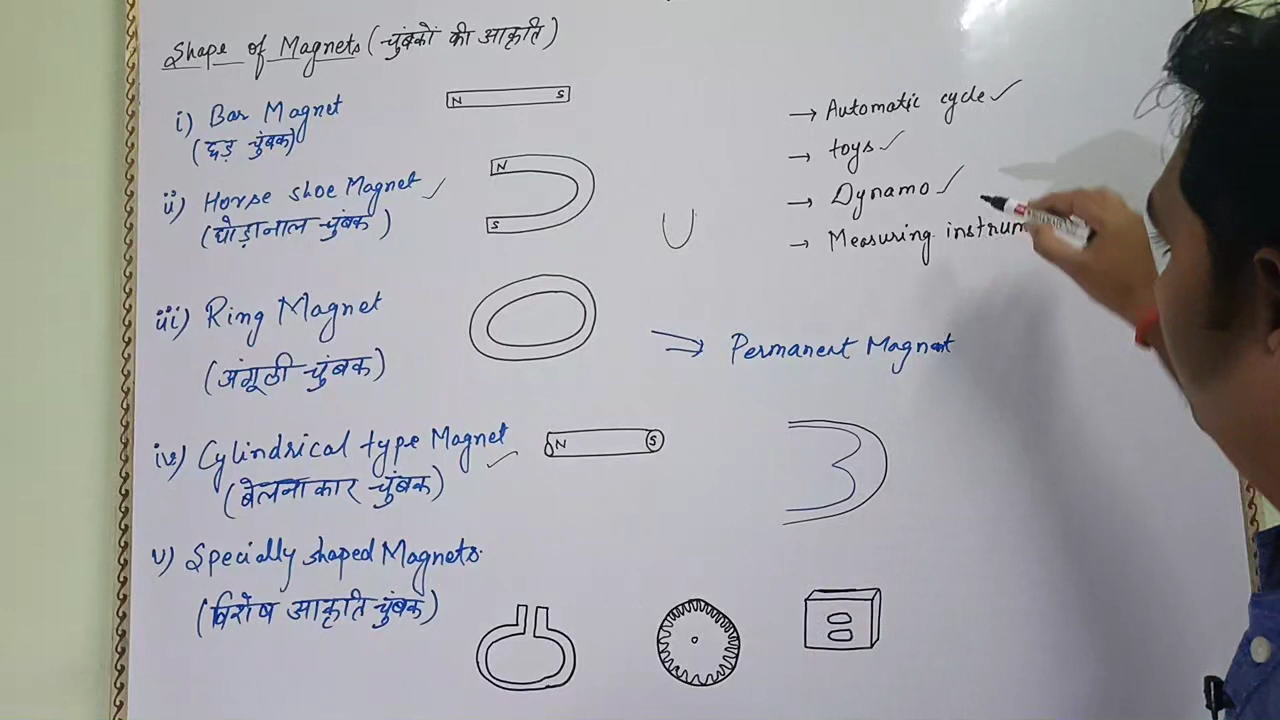 Shape of Magnets (चुंबकों की आकृति)
i) Bar Magnet
(छड़ चुंबक)
N S
ii) Horse shoe Magnet ✓
(घोड़ानाल चुंबक)
N
S
iii) Ring Magnet
(अंगूठी चुंबक)
iv) Cylindrical type Magnet ✓
(बेलनाकार चुंबक)
N S
v) Specially shaped Magnets.
(विशेष आकृति चुंबक)
→ Automatic cycle ✓
→ toys ✓
→ Dynamo ✓
→ Measuring instrum
⇒ Permanent Magnet